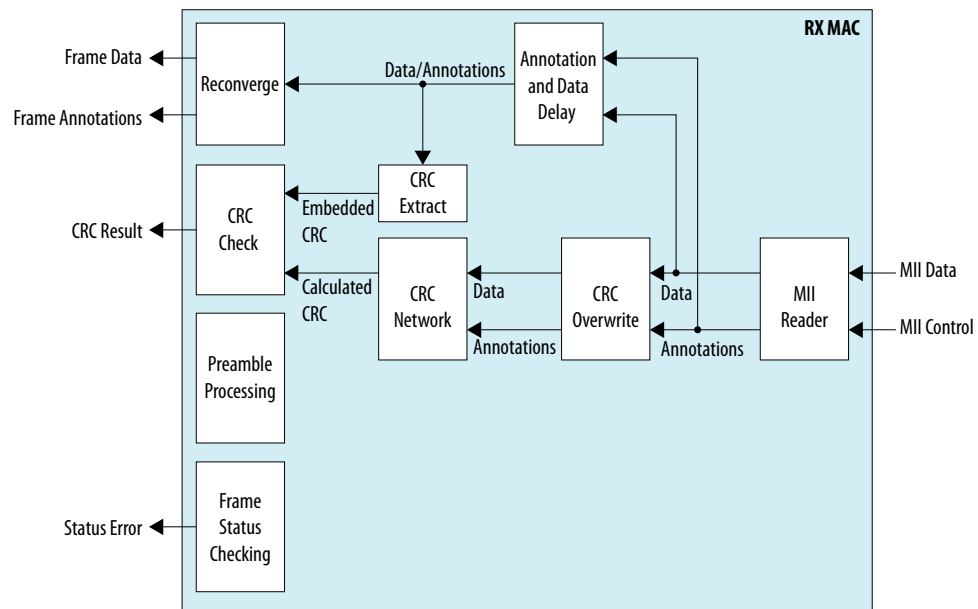 RX MAC
Frame Data
Frame Annotations
Reconverge
Data/Annotations
Annotation
and Data
Delay
CRC Result
CRC
Check
Embedded
CRC
CRC
Extract
Calculated
CRC
CRC
Network
Data
Annotations
CRC
Overwrite
Data
Annotations
MII
Reader
MII Data
MII Control
Preamble
Processing
Status Error
Frame
Status
Checking